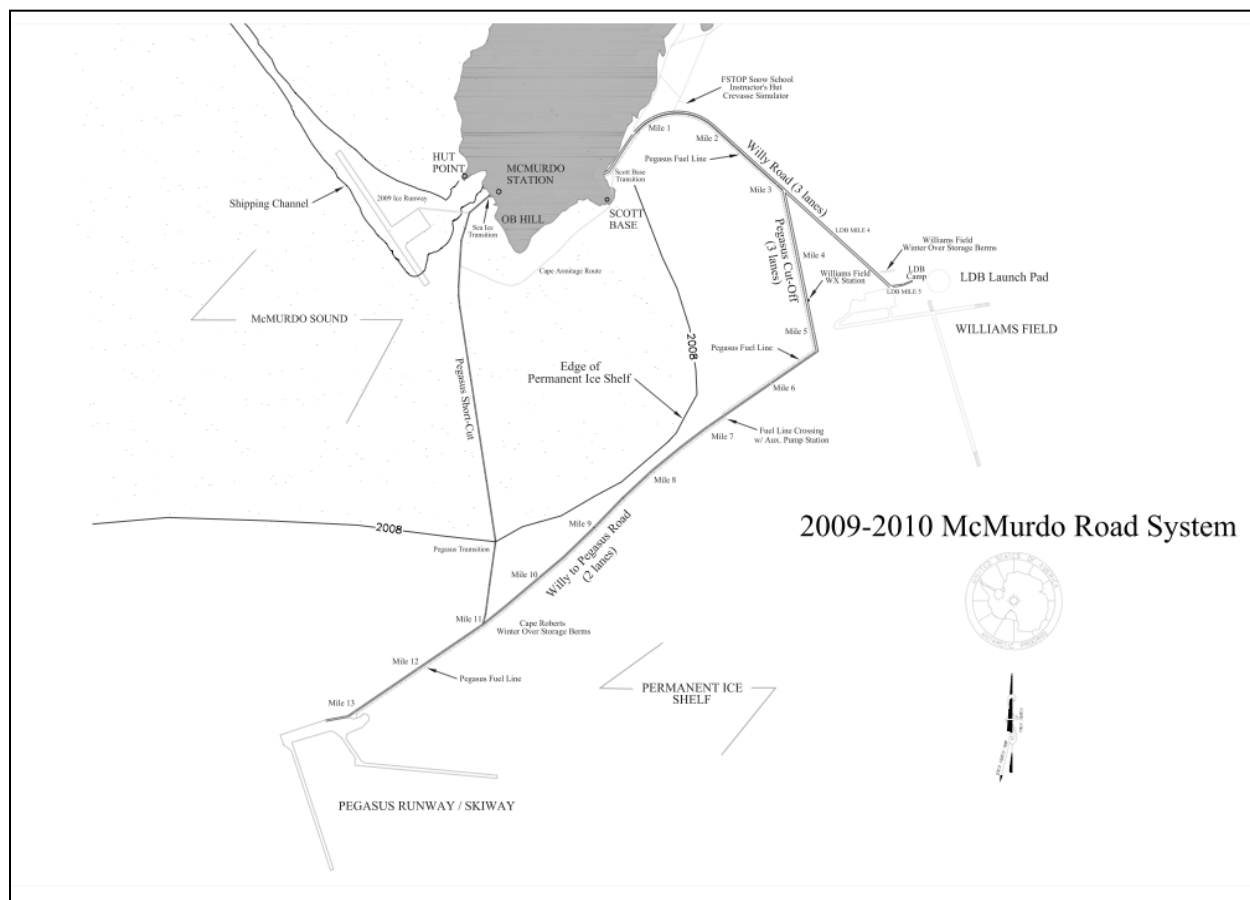 FSTOP Snow School
Instructor's Hut
Crevasse Simulator
Mile 1
Mile 2
Pegasus Fuel Line
Willy Road (3 lanes)
HUT
POINT
MCMURDO
STATION
Scott Base
Transition
Mile 3
Shipping Channel
2009 Ice Runway
OB HILL
SCOTT
BASE
Sea Ice
Transition
LDB MILE 4
Williams Field
Winter Over Storage Berms
Pegasus Cut-Off
(3 lanes)
Mile 4
Cape Armitage Route
Williams Field
WX Station
LDB
Camp
LDB Launch Pad
LDB MILE 5
McMURDO SOUND
Mile 5
WILLIAMS FIELD
2008
Pegasus Fuel Line
Edge of
Permanent Ice Shelf
Pegasus Short-Cut
Mile 6
Fuel Line Crossing
w/ Aux. Pump Station
Mile 7
Mile 8
2008
Mile 9
2009-2010 McMurdo Road System
Pegasus Transition
Willy to Pegasus Road
(2 lanes)
Mile 10
UNITED STATES OF AMERICA
ANTARCTIC PROGRAM
Mile 11
Cape Roberts
Winter Over Storage Berms
Mile 12
Pegasus Fuel Line
PERMANENT ICE
SHELF
Mile 13
PEGASUS RUNWAY / SKIWAY